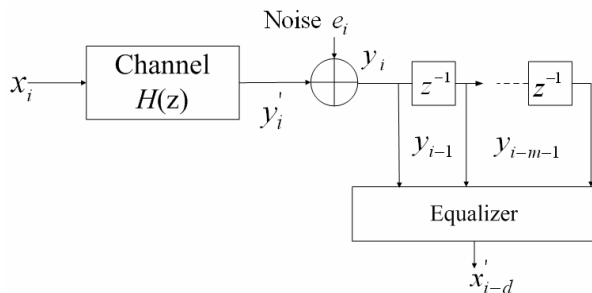 Noise e_i
Channel
H(z)
x_i
y'_i
y_i
z^{-1}
z^{-1}
y_{i-1}
y_{i-m-1}
Equalizer
x'_{i-d}